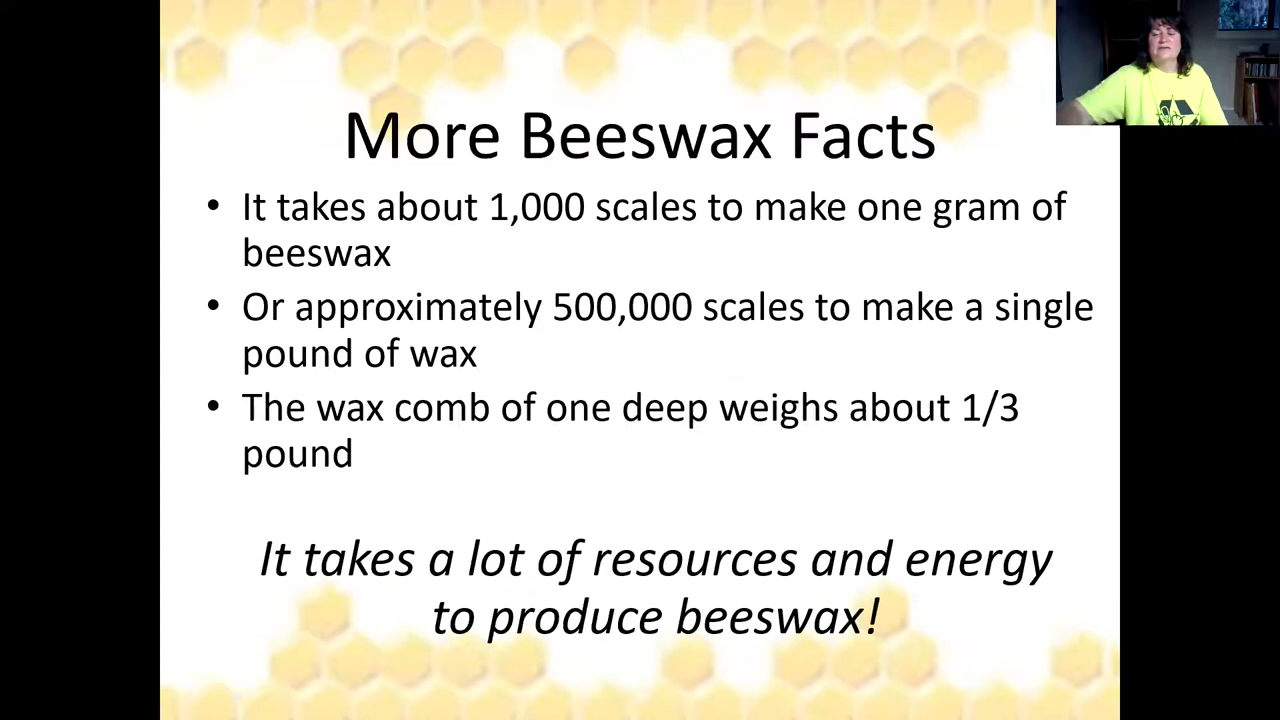 More Beeswax Facts
• It takes about 1,000 scales to make one gram of
beeswax
• Or approximately 500,000 scales to make a single
pound of wax
• The wax comb of one deep weighs about 1/3
pound
It takes a lot of resources and energy
to produce beeswax!